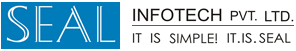 SEAL
INFOTECH PVT. LTD.
IT IS SIMPLE! IT.IS.SEAL